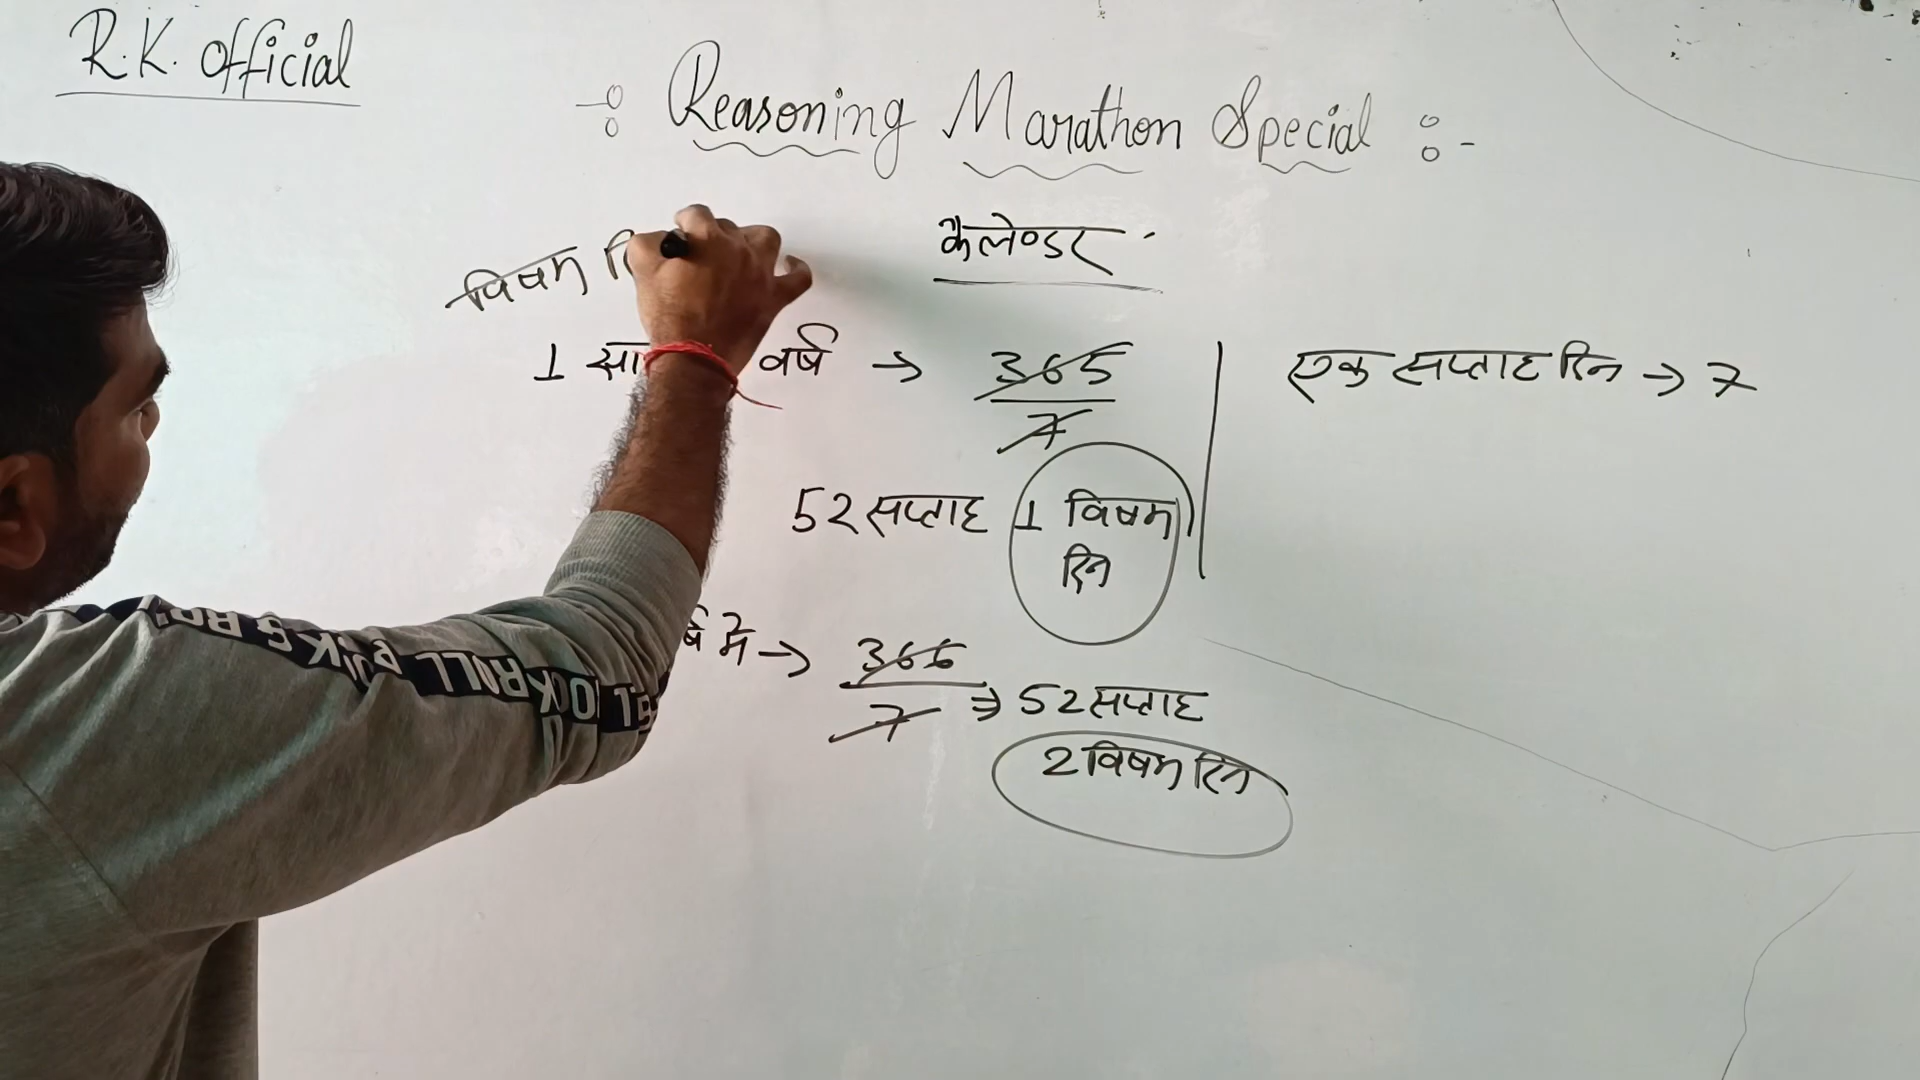 R.K. Official
-: Reasoning Marathon Special :-
कैलेण्डर
विषम
1 वर्ष → 365
7
एक सप्ताह दिन → 7
52 सप्ताह 1 विषम
दिन
में → 366
7
⇒ 52 सप्ताह
2 विषम दिन
ROLL